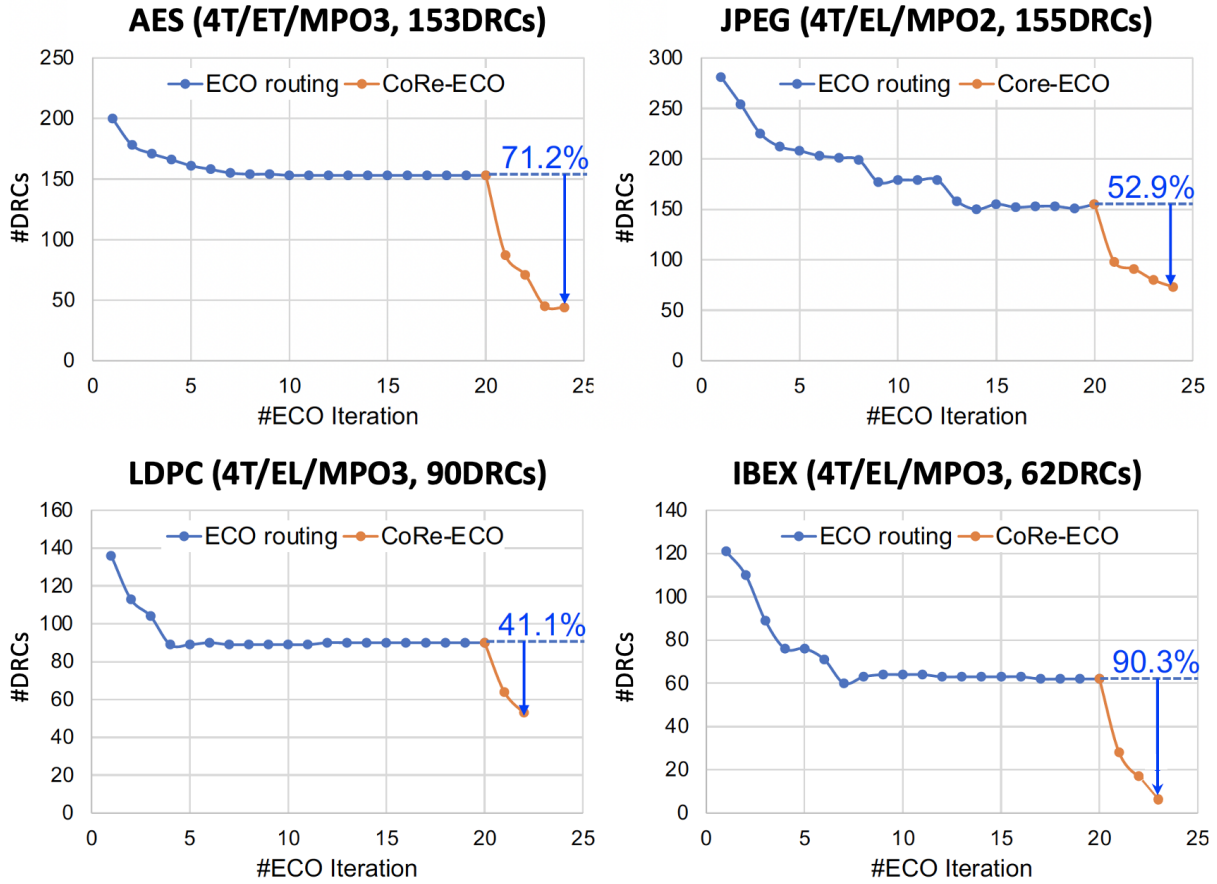 AES (4T/ET/MPO3, 153DRCs)
250
200
150
100
50
0
#DRCs
ECO routing
CoRe-ECO
71.2%
0 5 10 15 20 25
#ECO Iteration
JPEG (4T/EL/MPO2, 155DRCs)
300
250
200
150
100
50
0
#DRCs
ECO routing
Core-ECO
52.9%
0 5 10 15 20 25
#ECO Iteration
LDPC (4T/EL/MPO3, 90DRCs)
160
140
120
100
80
60
40
20
0
#DRCs
ECO routing
CoRe-ECO
41.1%
0 5 10 15 20 25
#ECO Iteration
IBEX (4T/EL/MPO3, 62DRCs)
140
120
100
80
60
40
20
0
#DRCs
ECO routing
CoRe-ECO
90.3%
0 5 10 15 20 25
#ECO Iteration